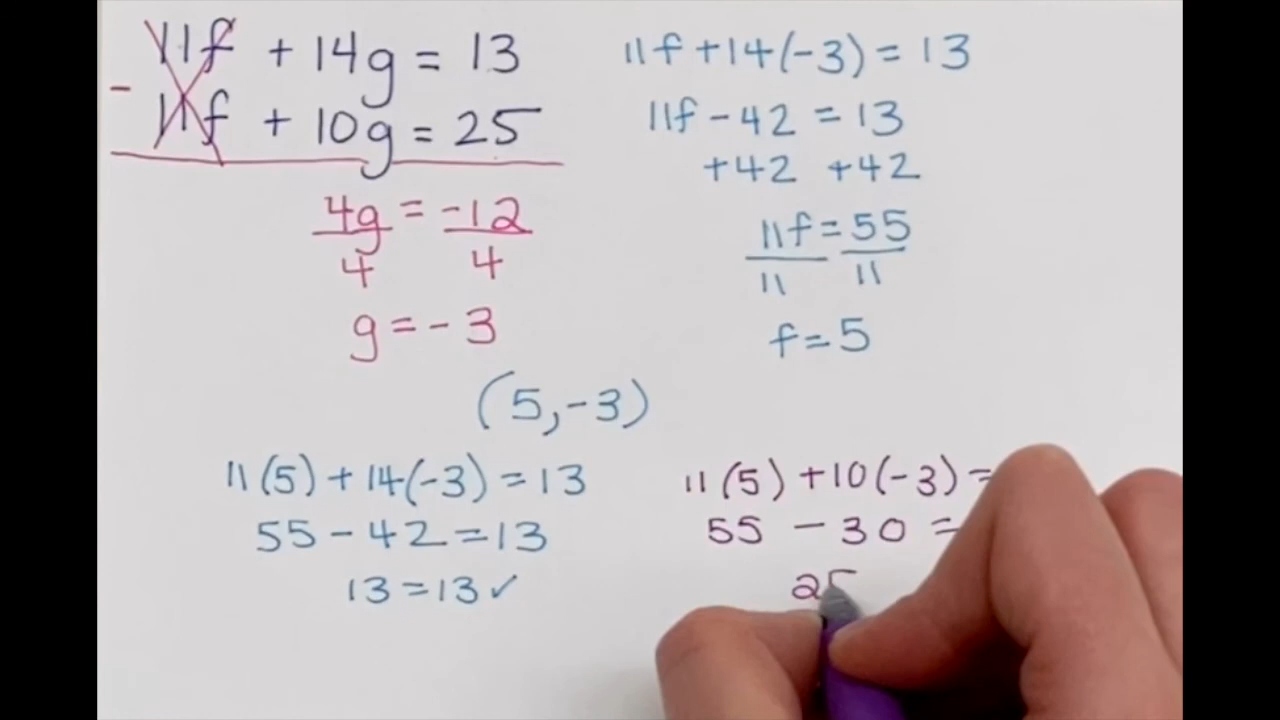 11f + 14g = 13
- 11f + 10g = 25
4g = -12
4 4
g = -3
11f + 14(-3) = 13
11f - 42 = 13
+42 +42
11f = 55
11 11
f = 5
(5, -3)
11(5) + 14(-3) = 13
55 - 42 = 13
13 = 13 ✓
11(5) + 10(-3) =
55 - 30 =
25